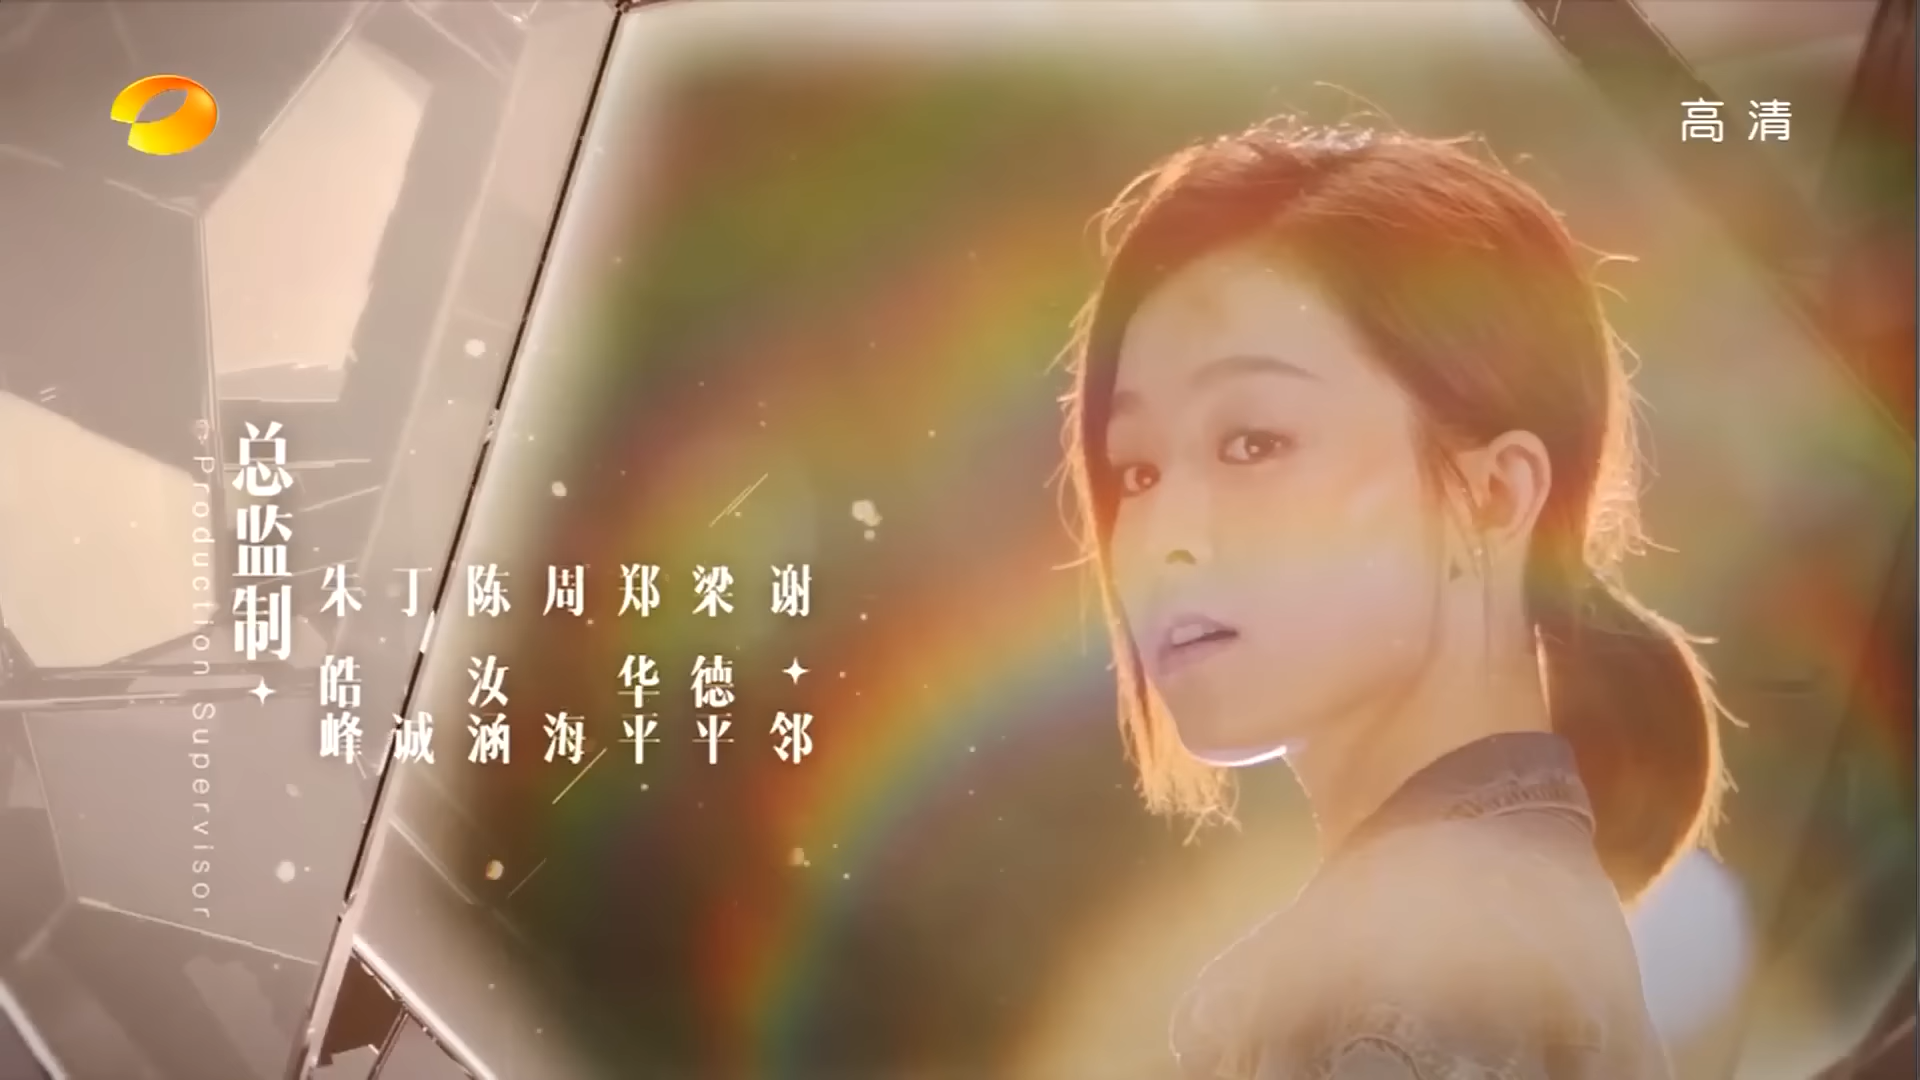 高清
总监制
Production Supervisor
朱皓峰
丁诚
陈汝涵
周海
郑华平
梁德平
谢邻